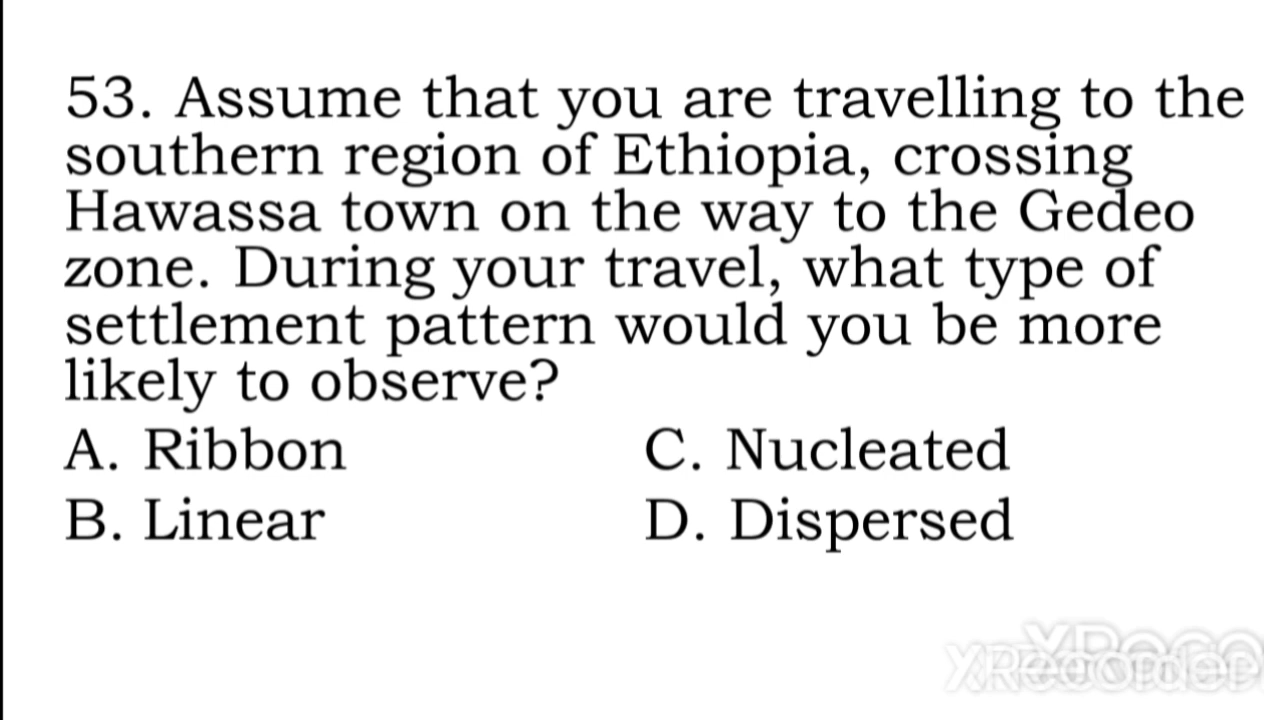 53. Assume that you are travelling to the
southern region of Ethiopia, crossing
Hawassa town on the way to the Gedeo
zone. During your travel, what type of
settlement pattern would you be more
likely to observe?
A. Ribbon C. Nucleated
B. Linear D. Dispersed
XRecorder